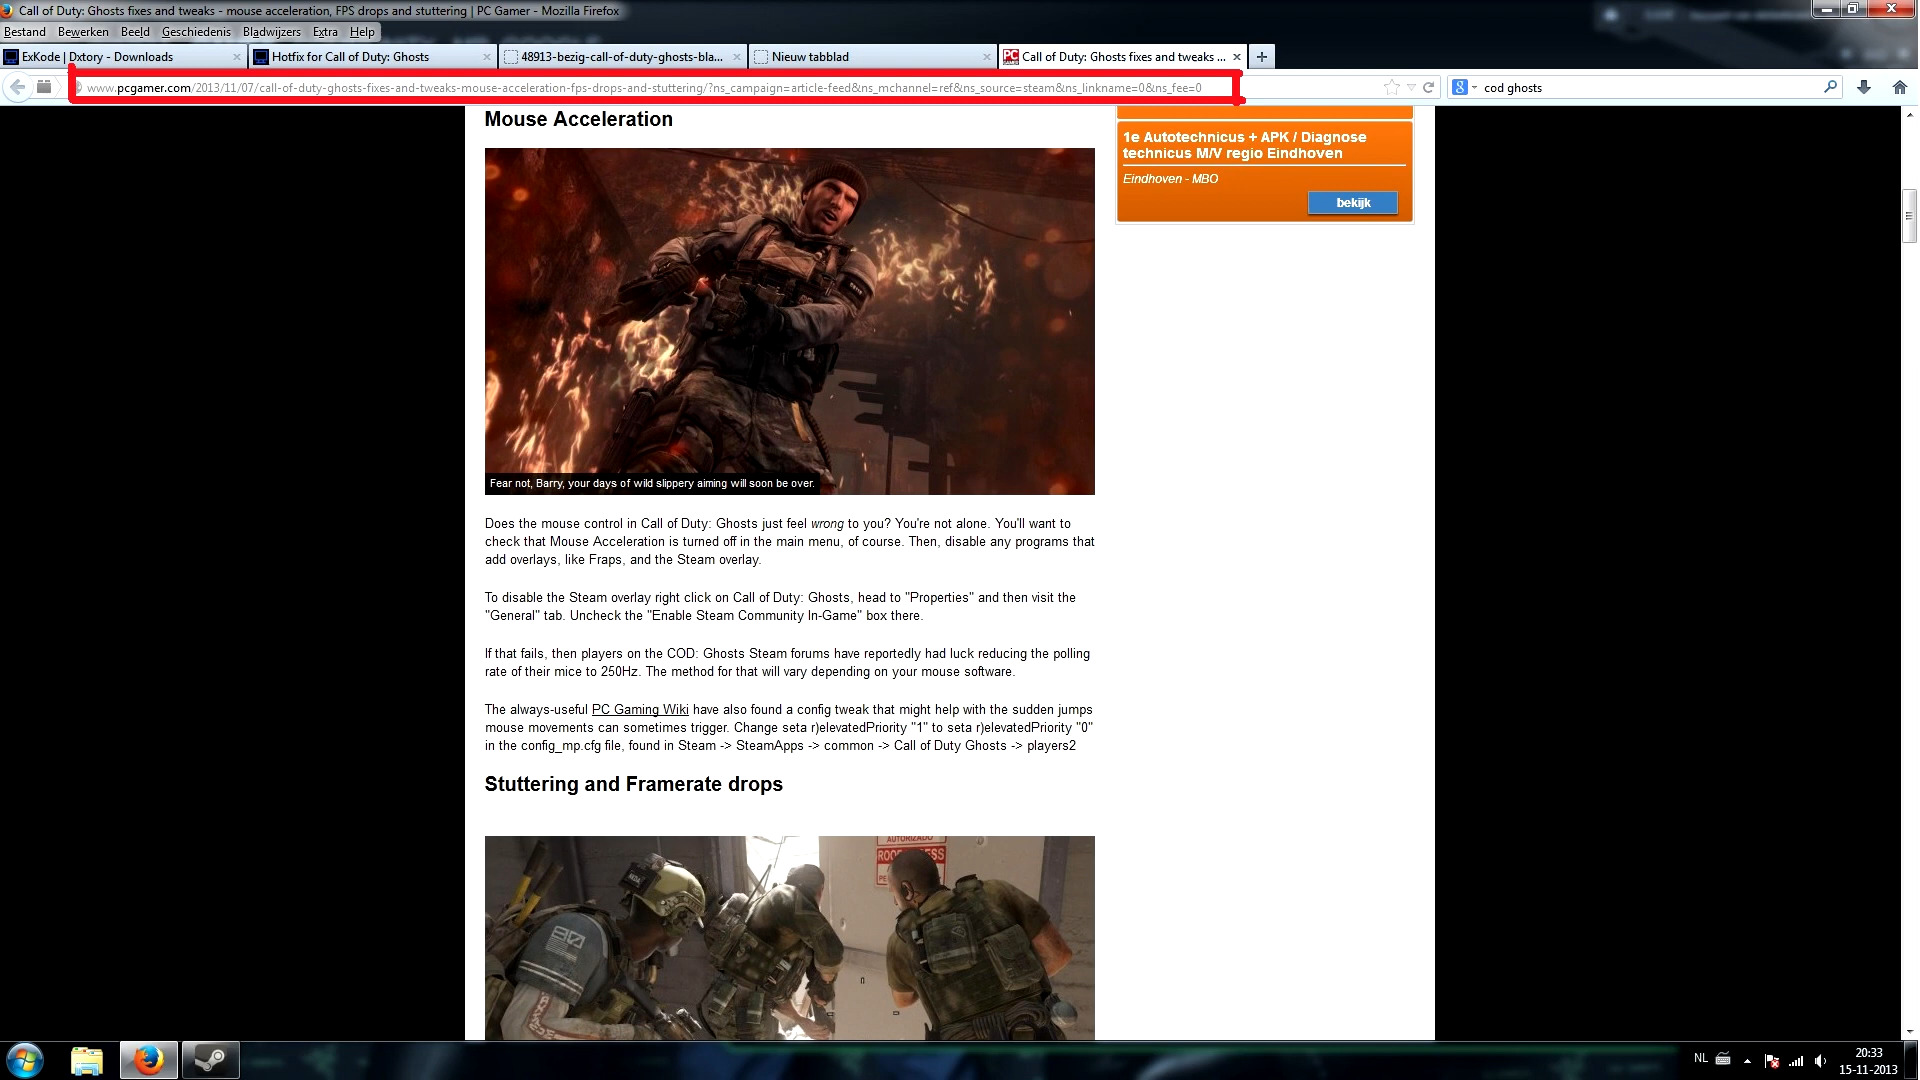 Call of Duty: Ghosts fixes and tweaks - mouse acceleration, FPS drops and stuttering | PC Gamer - Mozilla Firefox
Bestand Bewerken Beeld Geschiedenis Bladwijzers Extra Help
ExKode | Dxtory - Downloads
Hotfix for Call of Duty: Ghosts
48913-bezig-call-of-duty-ghosts-bla...
Nieuw tabblad
Call of Duty: Ghosts fixes and tweaks ...
www.pcgamer.com/2013/11/07/call-of-duty-ghosts-fixes-and-tweaks-mouse-acceleration-fps-drops-and-stuttering/?ns_campaign=article-feed&ns_mchannel=ref&ns_source=steam&ns_linkname=0&ns_fee=0
cod ghosts
Mouse Acceleration
1e Autotechnicus + APK / Diagnose
technicus M/V regio Eindhoven
Eindhoven - MBO
bekijk
Fear not, Barry, your days of wild slippery aiming will soon be over.
Does the mouse control in Call of Duty: Ghosts just feel wrong to you? You're not alone. You'll want to
check that Mouse Acceleration is turned off in the main menu, of course. Then, disable any programs that
add overlays, like Fraps, and the Steam overlay.
To disable the Steam overlay right click on Call of Duty: Ghosts, head to "Properties" and then visit the
"General" tab. Uncheck the "Enable Steam Community In-Game" box there.
If that fails, then players on the COD: Ghosts Steam forums have reportedly had luck reducing the polling
rate of their mice to 250Hz. The method for that will vary depending on your mouse software.
The always-useful PC Gaming Wiki have also found a config tweak that might help with the sudden jumps
mouse movements can sometimes trigger. Change seta r)elevatedPriority "1" to seta r)elevatedPriority "0"
in the config_mp.cfg file, found in Steam -> SteamApps -> common -> Call of Duty Ghosts -> players2
Stuttering and Framerate drops
AUTORIZADO
NL
20:33
15-11-2013